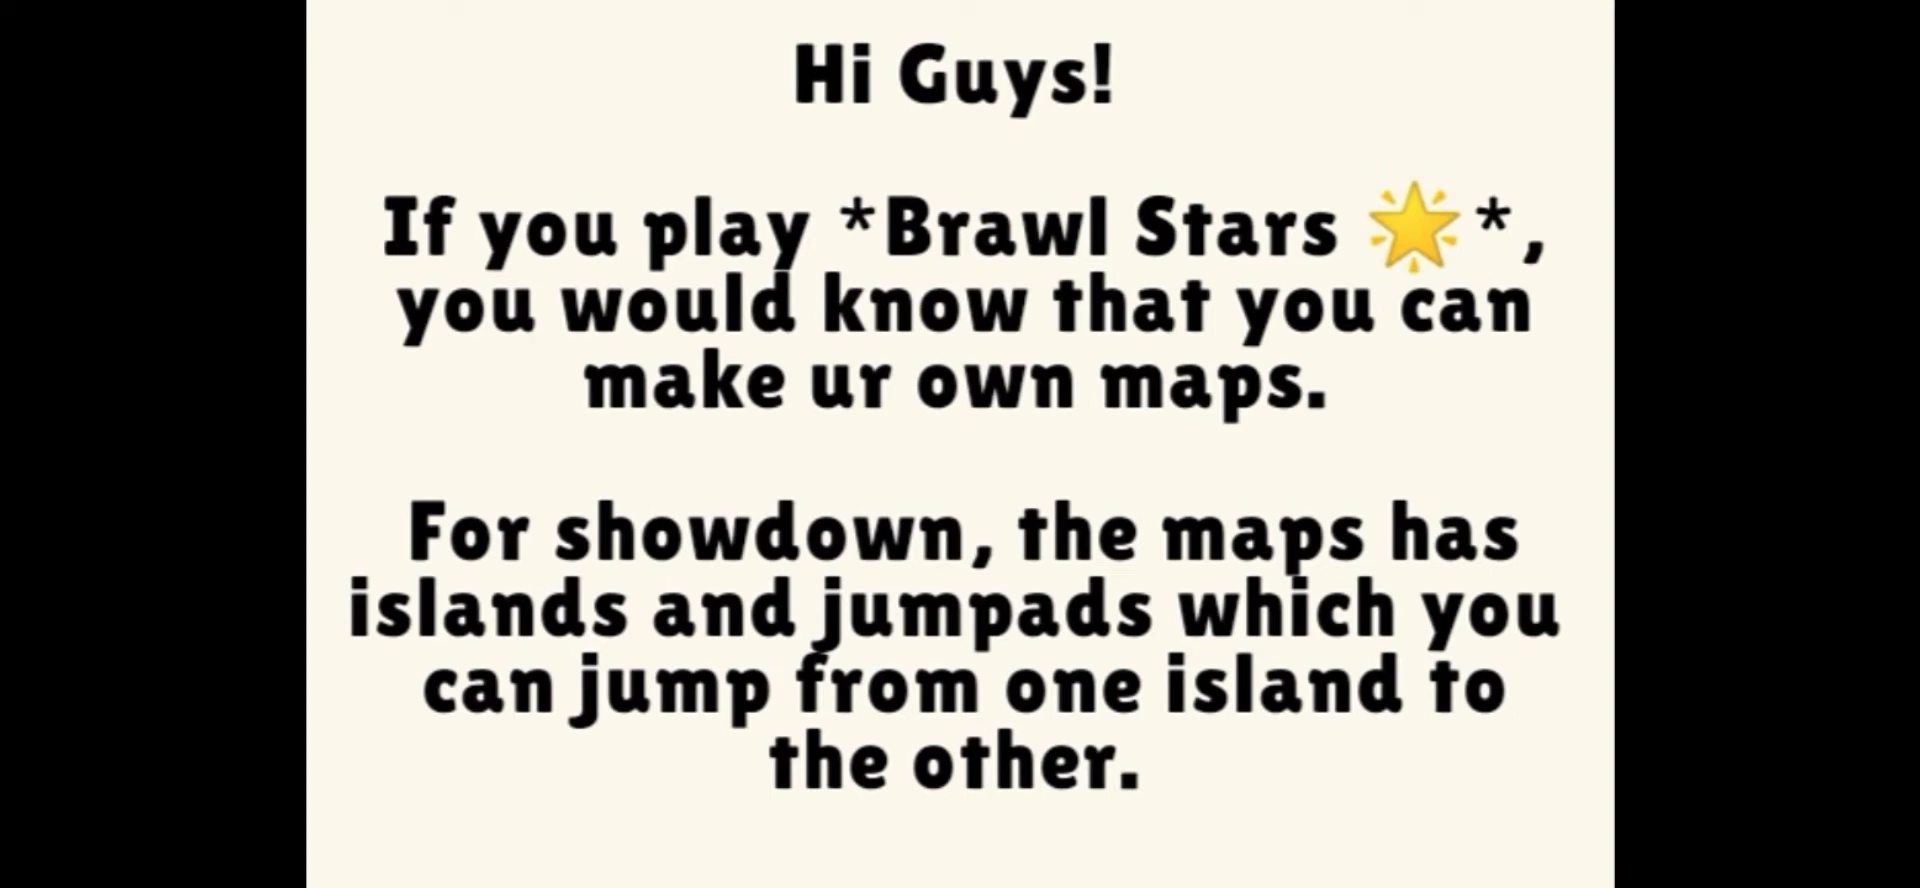 Hi Guys!
If you play *Brawl Stars 🌟*,
you would know that you can
make ur own maps.
For showdown, the maps has
islands and jumpads which you
can jump from one island to
the other.